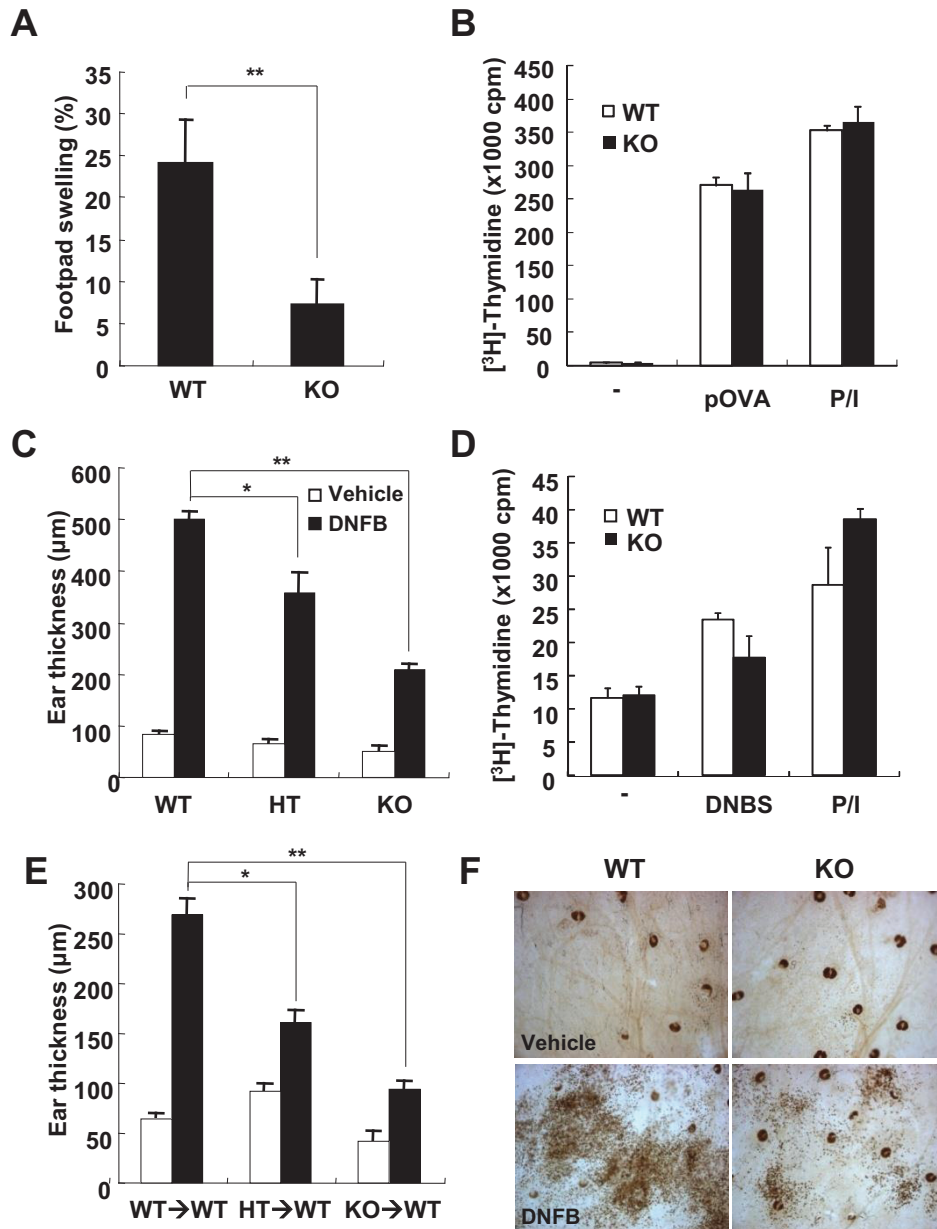 A
Footpad swelling (%)
35
30
25
20
15
10
5
0
**
WT KO
B
[³H]-Thymidine (x1000 cpm)
450
400
350
300
250
200
150
100
50
0
WT
KO
- pOVA P/I
C
Ear thickness (µm)
600
500
400
300
200
100
0
**
*
Vehicle
DNFB
WT HT KO
D
[³H]-Thymidine (x1000 cpm)
45
40
35
30
25
20
15
10
5
0
WT
KO
- DNBS P/I
E
Ear thickness (µm)
300
250
200
150
100
50
0
**
*
WT→WT HT→WT KO→WT
F
WT KO
Vehicle
DNFB